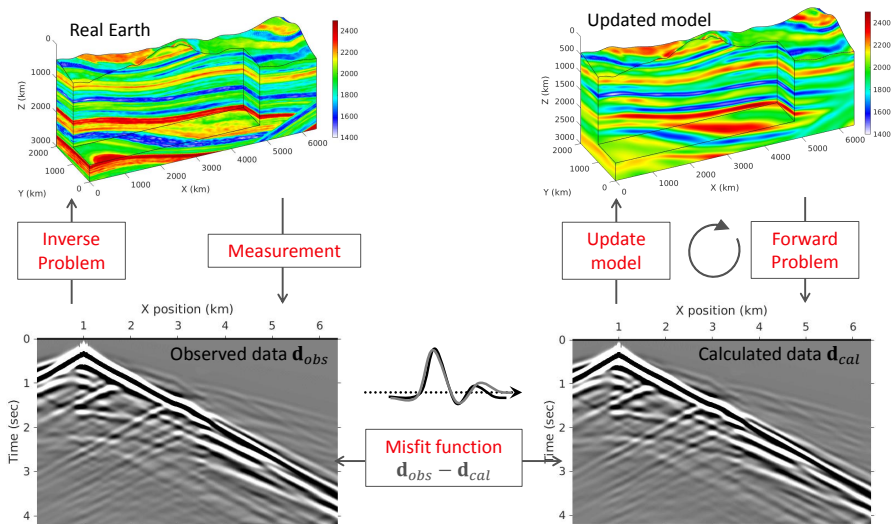 Real Earth
Updated model
0
1000
2000
3000
Z (km)
2000
1000
0
Y (km)
0
1000
2000
3000
4000
5000
6000
X (km)
2400
2200
2000
1800
1600
1400
0
500
1000
1500
2000
2500
3000
Z (km)
2000
1000
0
Y (km)
0
1000
2000
3000
4000
5000
6000
X (km)
2400
2200
2000
1800
1600
1400
Inverse
Problem
Measurement
Update
model
Forward
Problem
X position (km)
1 2 3 4 5 6
Observed data d_obs
0
1
2
3
4
Time (sec)
Misfit function
d_obs − d_cal
X position (km)
1 2 3 4 5 6
Calculated data d_cal
0
1
2
3
4
Time (sec)